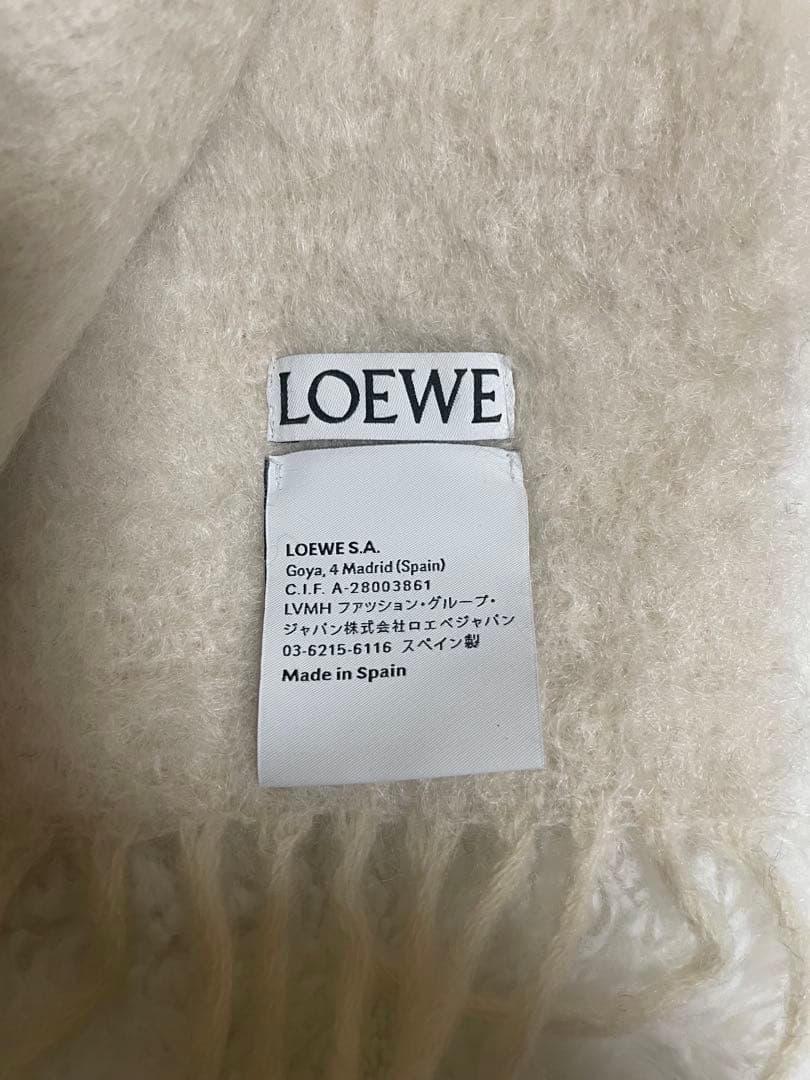 LOEWE
LOEWE S.A.
Goya, 4 Madrid (Spain)
C.I.F. A-28003861
LVMH ファッション・グループ・
ジャパン株式会社ロエベジャパン
03-6215-6116 スペイン製
Made in Spain